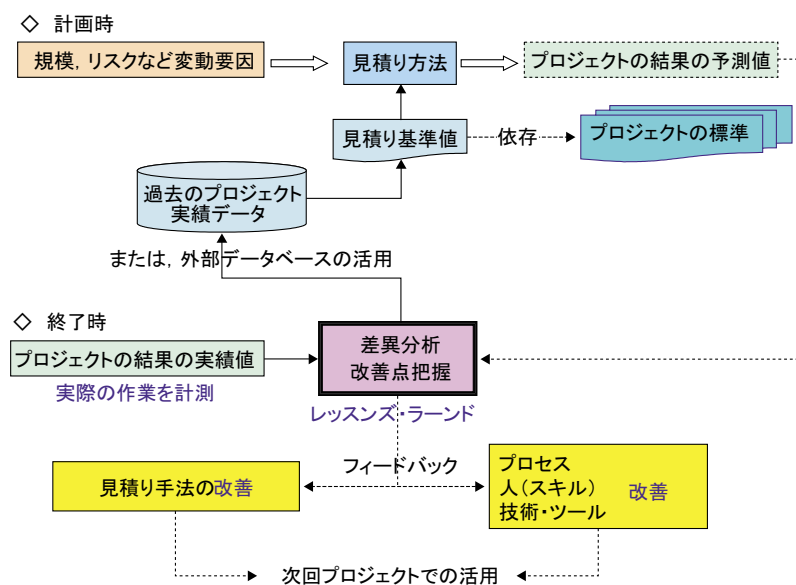 ◇ 計画時
規模，リスクなど変動要因
見積り方法
プロジェクトの結果の予測値
見積り基準値
依存
プロジェクトの標準
過去のプロジェクト
実績データ
または，外部データベースの活用
◇ 終了時
プロジェクトの結果の実績値
実際の作業を計測
差異分析
改善点把握
レッスンズ・ラーンド
フィードバック
見積り手法の改善
プロセス
人（スキル） 改善
技術・ツール
次回プロジェクトでの活用